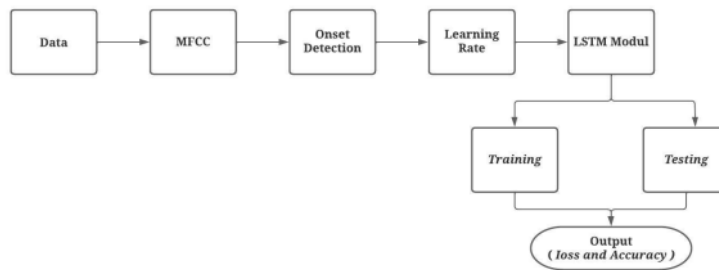 Data
MFCC
Onset
Detection
Learning
Rate
LSTM Modul
Training
Testing
Output
( loss and Accuracy )